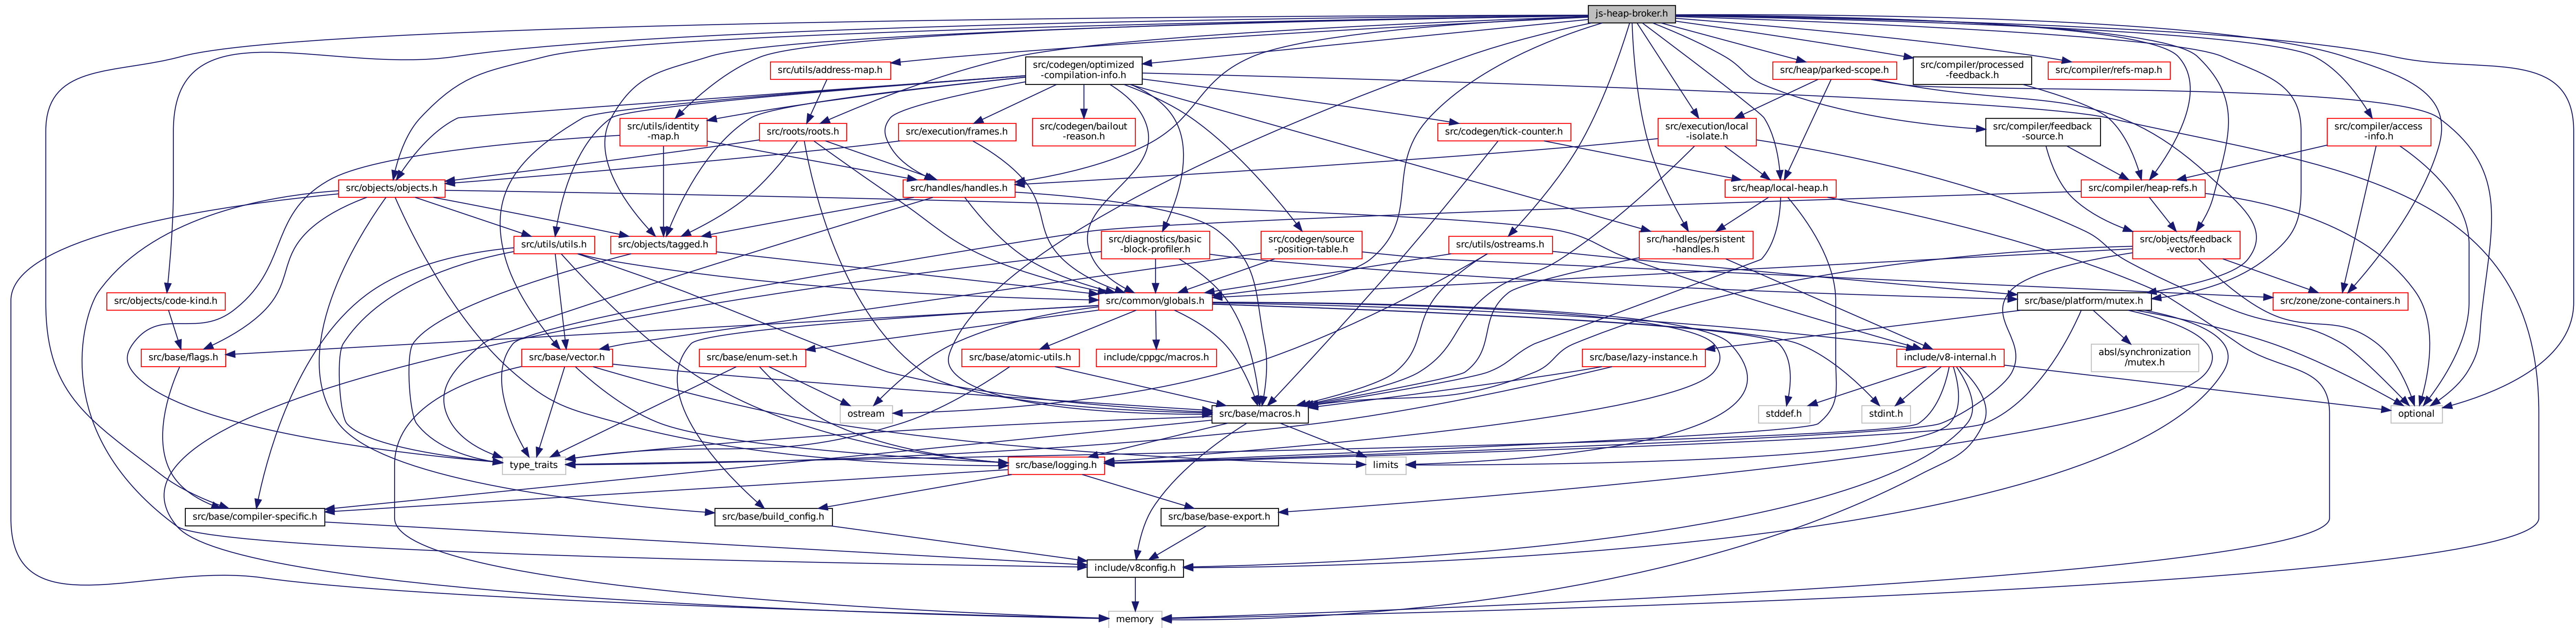 js-heap-broker.h
src/utils/address-map.h
src/codegen/optimized
-compilation-info.h
src/heap/parked-scope.h
src/compiler/processed
-feedback.h
src/compiler/refs-map.h
src/utils/identity
-map.h
src/roots/roots.h
src/execution/frames.h
src/codegen/bailout
-reason.h
src/codegen/tick-counter.h
src/execution/local
-isolate.h
src/compiler/feedback
-source.h
src/compiler/access
-info.h
src/objects/objects.h
src/handles/handles.h
src/heap/local-heap.h
src/compiler/heap-refs.h
src/utils/utils.h
src/objects/tagged.h
src/diagnostics/basic
-block-profiler.h
src/codegen/source
-position-table.h
src/utils/ostreams.h
src/handles/persistent
-handles.h
src/objects/feedback
-vector.h
src/objects/code-kind.h
src/common/globals.h
src/base/platform/mutex.h
src/zone/zone-containers.h
src/base/flags.h
src/base/vector.h
src/base/enum-set.h
src/base/atomic-utils.h
include/cppgc/macros.h
src/base/lazy-instance.h
include/v8-internal.h
absl/synchronization
/mutex.h
ostream
src/base/macros.h
stddef.h
stdint.h
optional
type_traits
src/base/logging.h
limits
src/base/compiler-specific.h
src/base/build_config.h
src/base/base-export.h
include/v8config.h
memory